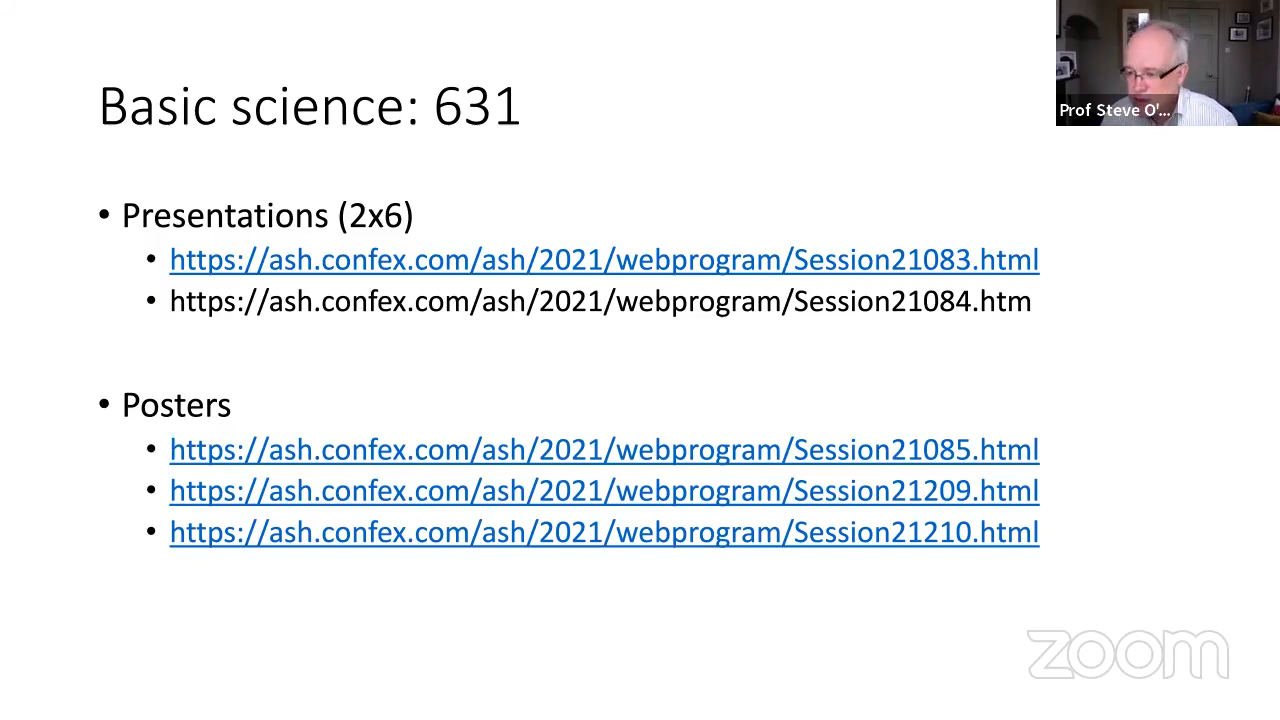 Basic science: 631
Prof Steve O'...
• Presentations (2x6)
• https://ash.confex.com/ash/2021/webprogram/Session21083.html
• https://ash.confex.com/ash/2021/webprogram/Session21084.htm
• Posters
• https://ash.confex.com/ash/2021/webprogram/Session21085.html
• https://ash.confex.com/ash/2021/webprogram/Session21209.html
• https://ash.confex.com/ash/2021/webprogram/Session21210.html
zoom